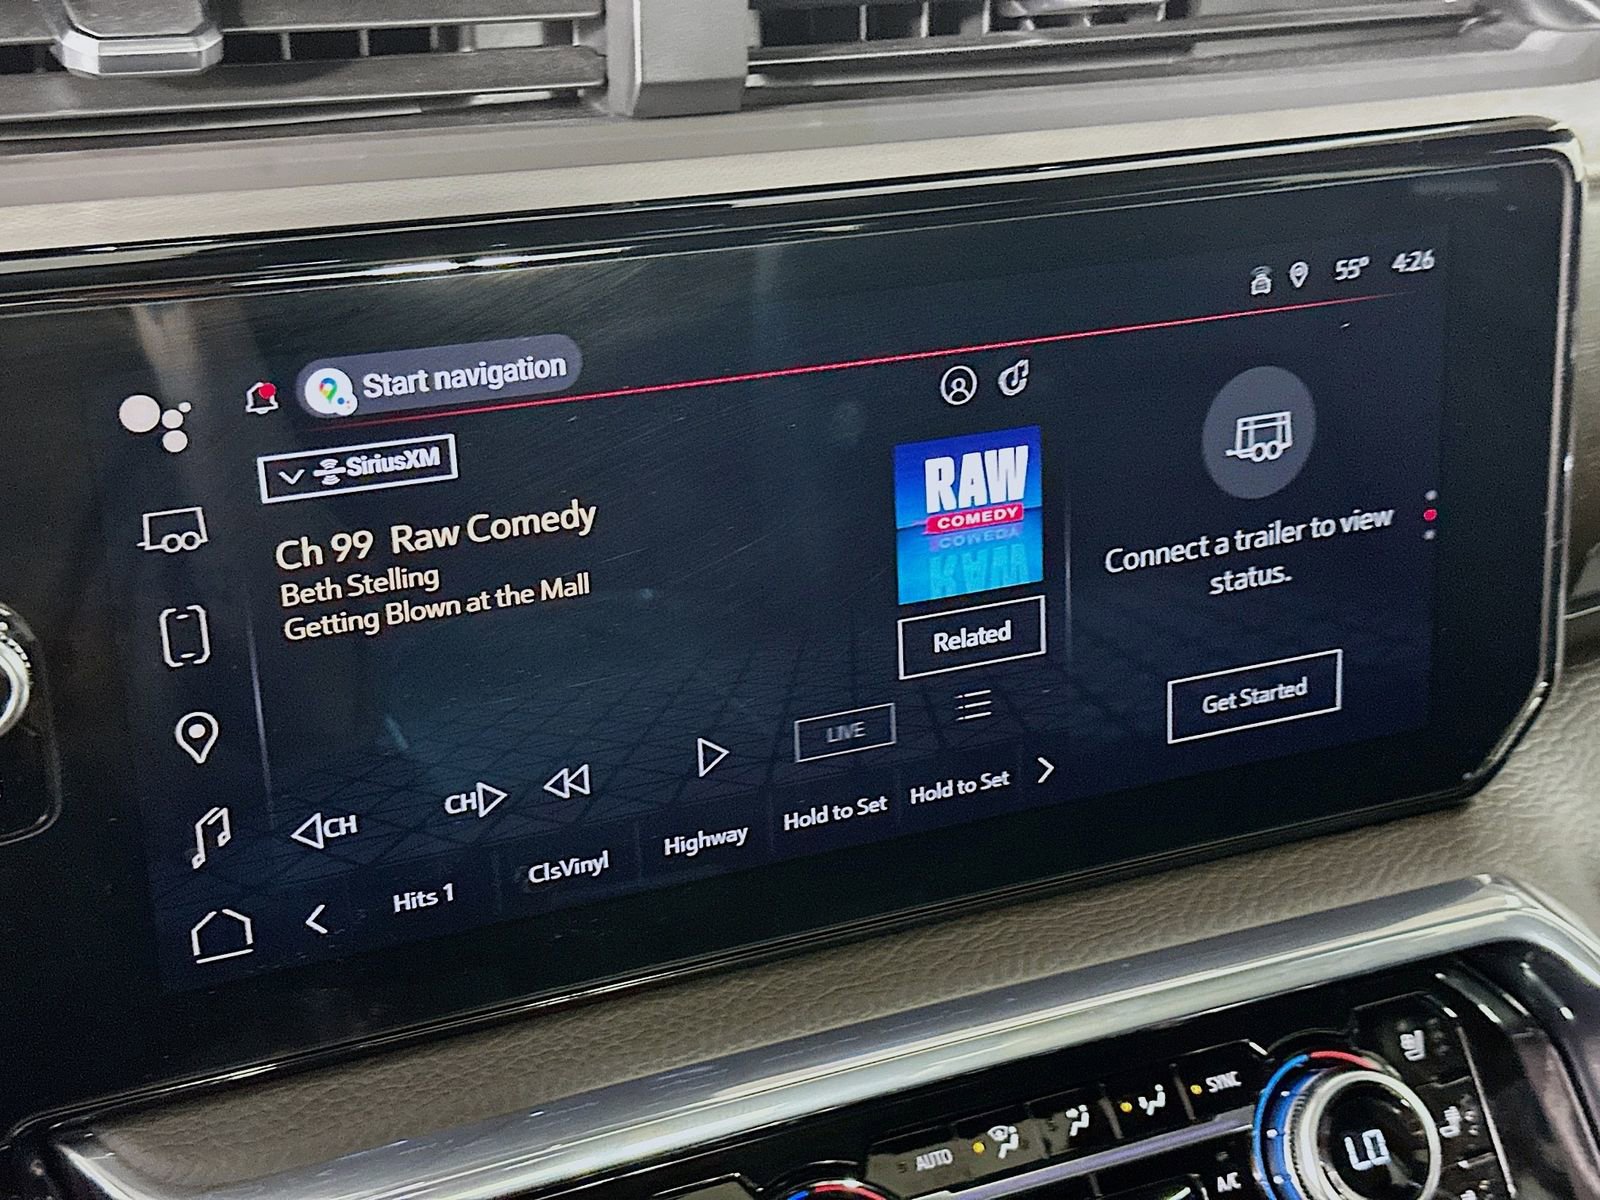 55° 4:26
Start navigation
SiriusXM
Ch 99 Raw Comedy
Beth Stelling
Getting Blown at the Mall
RAW
COMEDY
COMEDY
RAW
Related
Connect a trailer to view
status.
Get Started
LIVE
CH
CH
Hits 1
ClsVinyl
Highway
Hold to Set
Hold to Set
AUTO
SYNC
A/C
LO